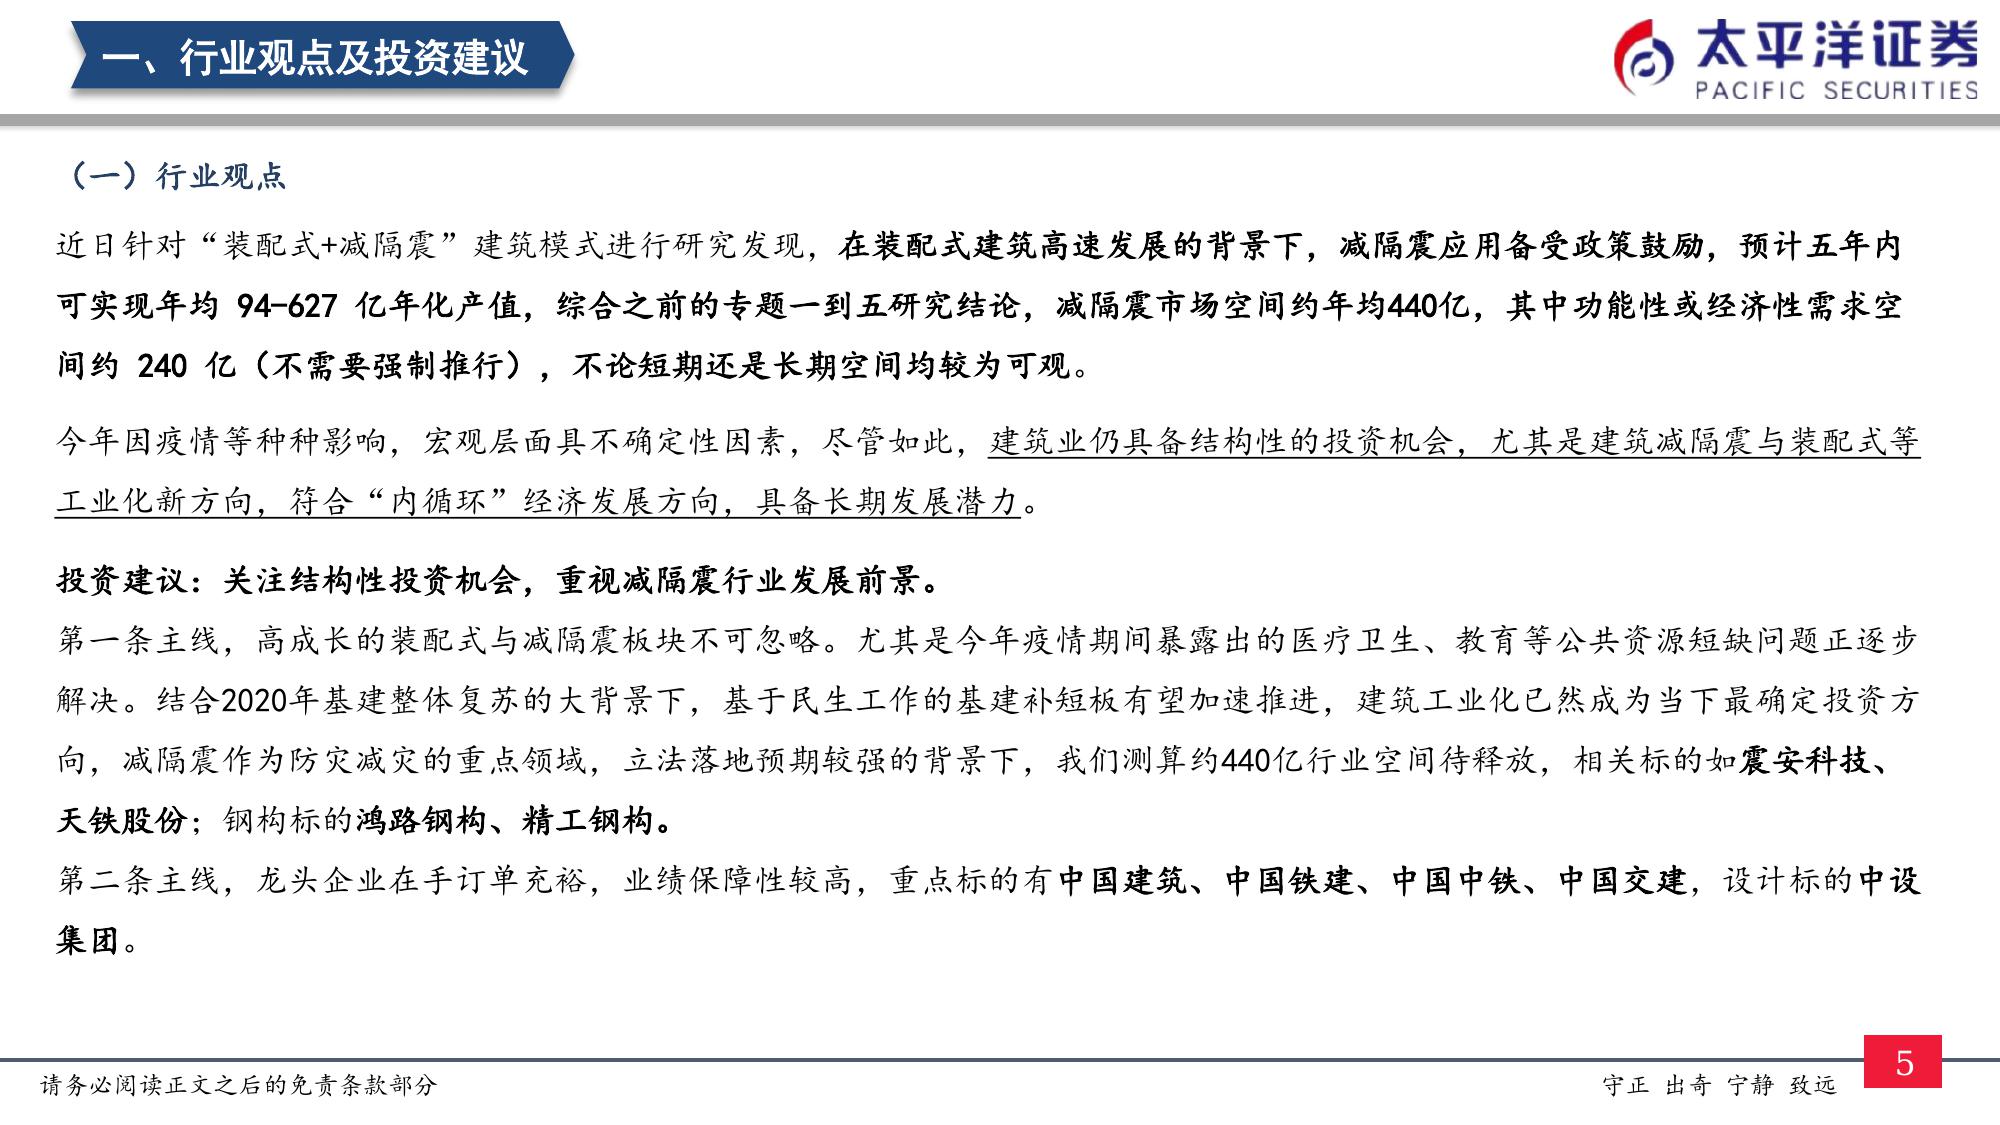 一、行业观点及投资建议
太平洋证券
PACIFIC SECURITIES
（一）行业观点
近日针对“装配式+减隔震”建筑模式进行研究发现，在装配式建筑高速发展的背景下，减隔震应用备受政策鼓励，预计五年内
可实现年均 94-627 亿年化产值，综合之前的专题一到五研究结论，减隔震市场空间约年均440亿，其中功能性或经济性需求空
间约 240 亿（不需要强制推行），不论短期还是长期空间均较为可观。
今年因疫情等种种影响，宏观层面具不确定性因素，尽管如此，建筑业仍具备结构性的投资机会，尤其是建筑减隔震与装配式等
工业化新方向，符合“内循环”经济发展方向，具备长期发展潜力。
投资建议：关注结构性投资机会，重视减隔震行业发展前景。
第一条主线，高成长的装配式与减隔震板块不可忽略。尤其是今年疫情期间暴露出的医疗卫生、教育等公共资源短缺问题正逐步
解决。结合2020年基建整体复苏的大背景下，基于民生工作的基建补短板有望加速推进，建筑工业化已然成为当下最确定投资方
向，减隔震作为防灾减灾的重点领域，立法落地预期较强的背景下，我们测算约440亿行业空间待释放，相关标的如震安科技、
天铁股份；钢构标的鸿路钢构、精工钢构。
第二条主线，龙头企业在手订单充裕，业绩保障性较高，重点标的有中国建筑、中国铁建、中国中铁、中国交建，设计标的中设
集团。
请务必阅读正文之后的免责条款部分
守正 出奇 宁静 致远
5